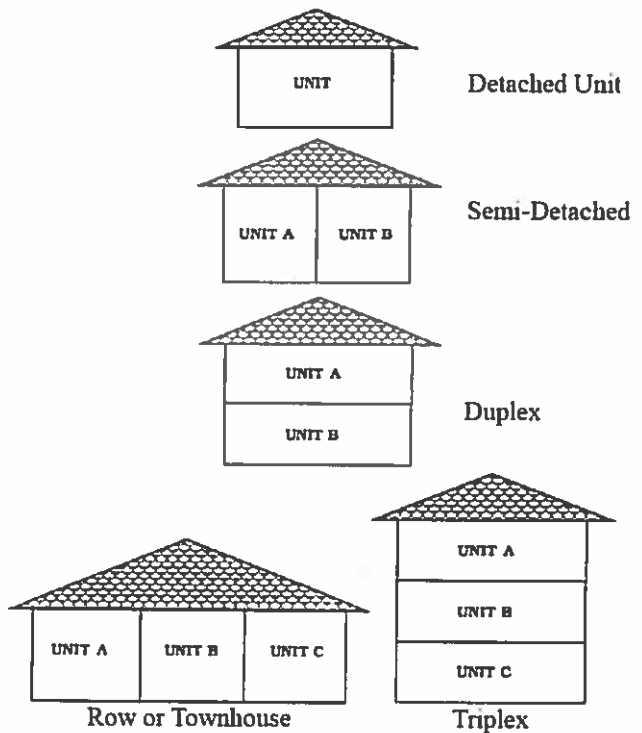 UNIT
Detached Unit
UNIT A UNIT B
Semi-Detached
UNIT A
UNIT B
Duplex
UNIT A UNIT B UNIT C
Row or Townhouse
UNIT A
UNIT B
UNIT C
Triplex